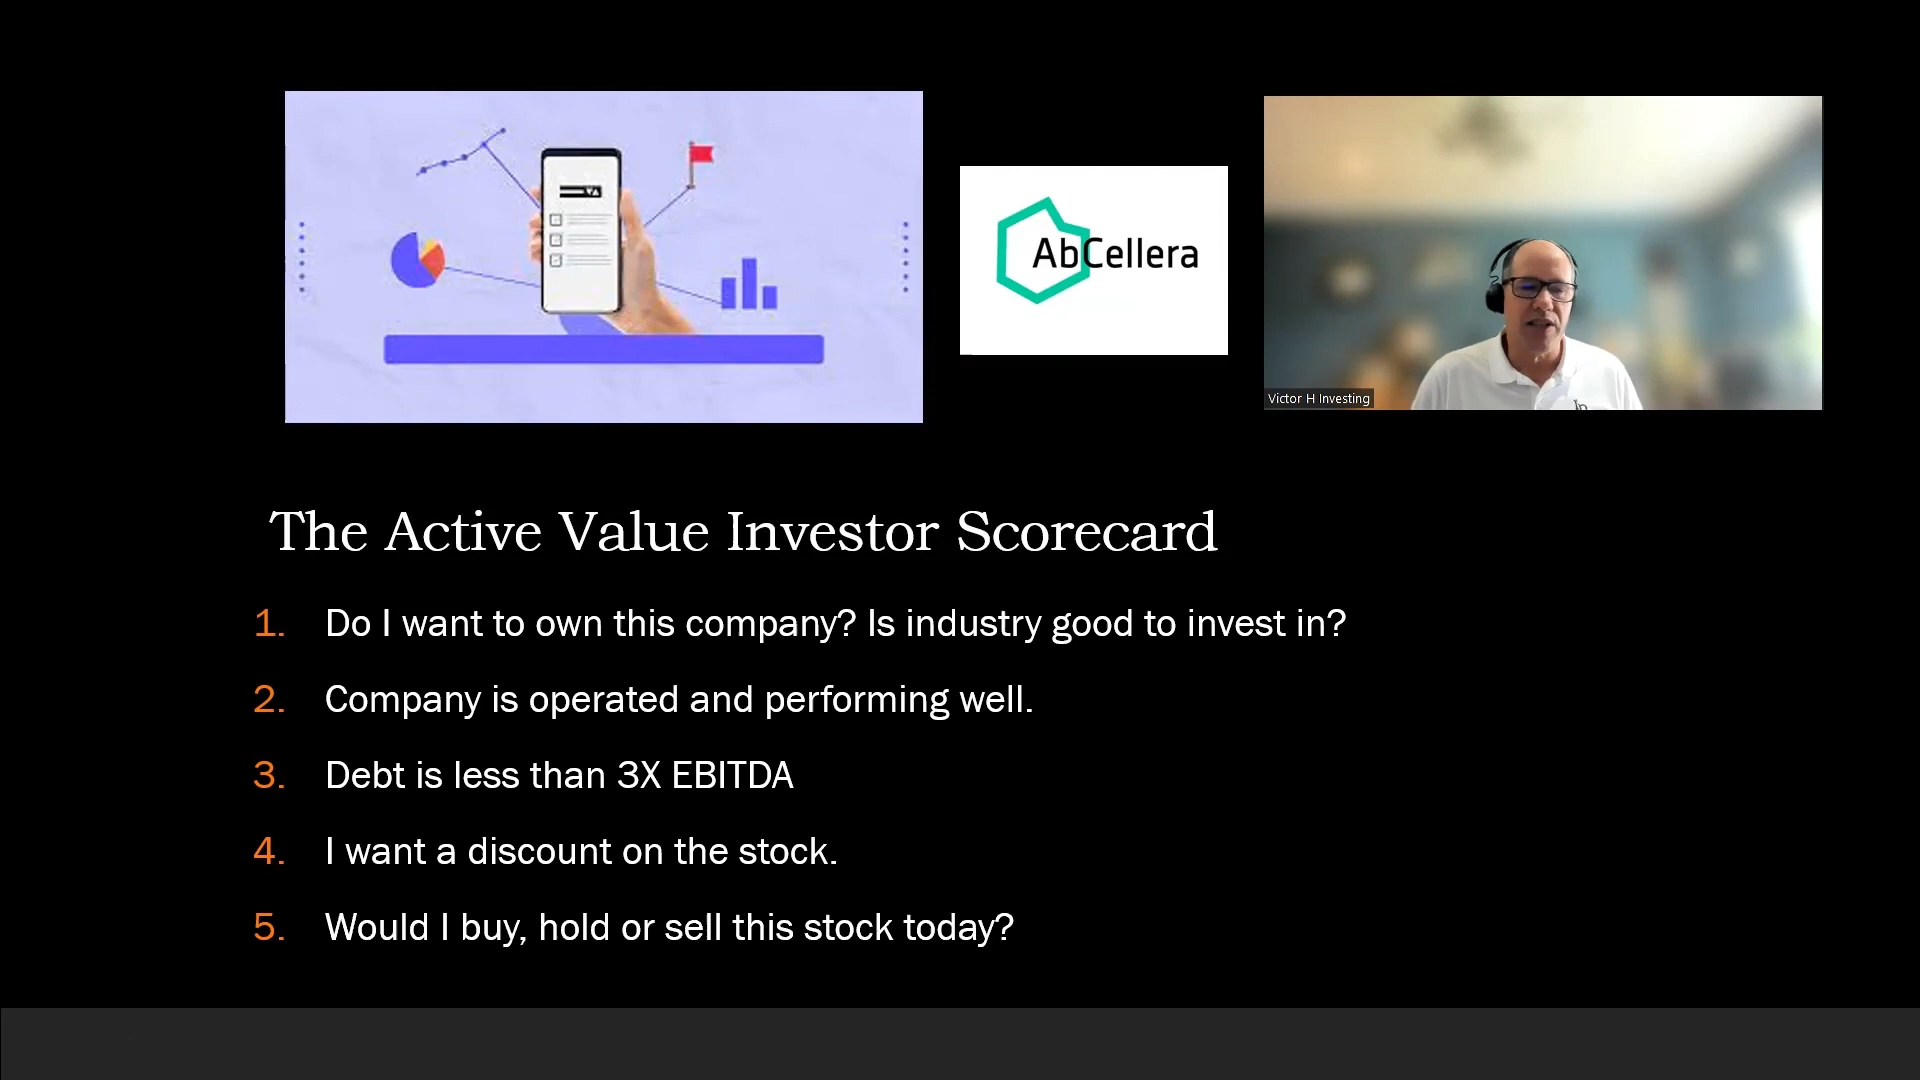 AbCellera
Victor H Investing
The Active Value Investor Scorecard
1. Do I want to own this company? Is industry good to invest in?
2. Company is operated and performing well.
3. Debt is less than 3X EBITDA
4. I want a discount on the stock.
5. Would I buy, hold or sell this stock today?